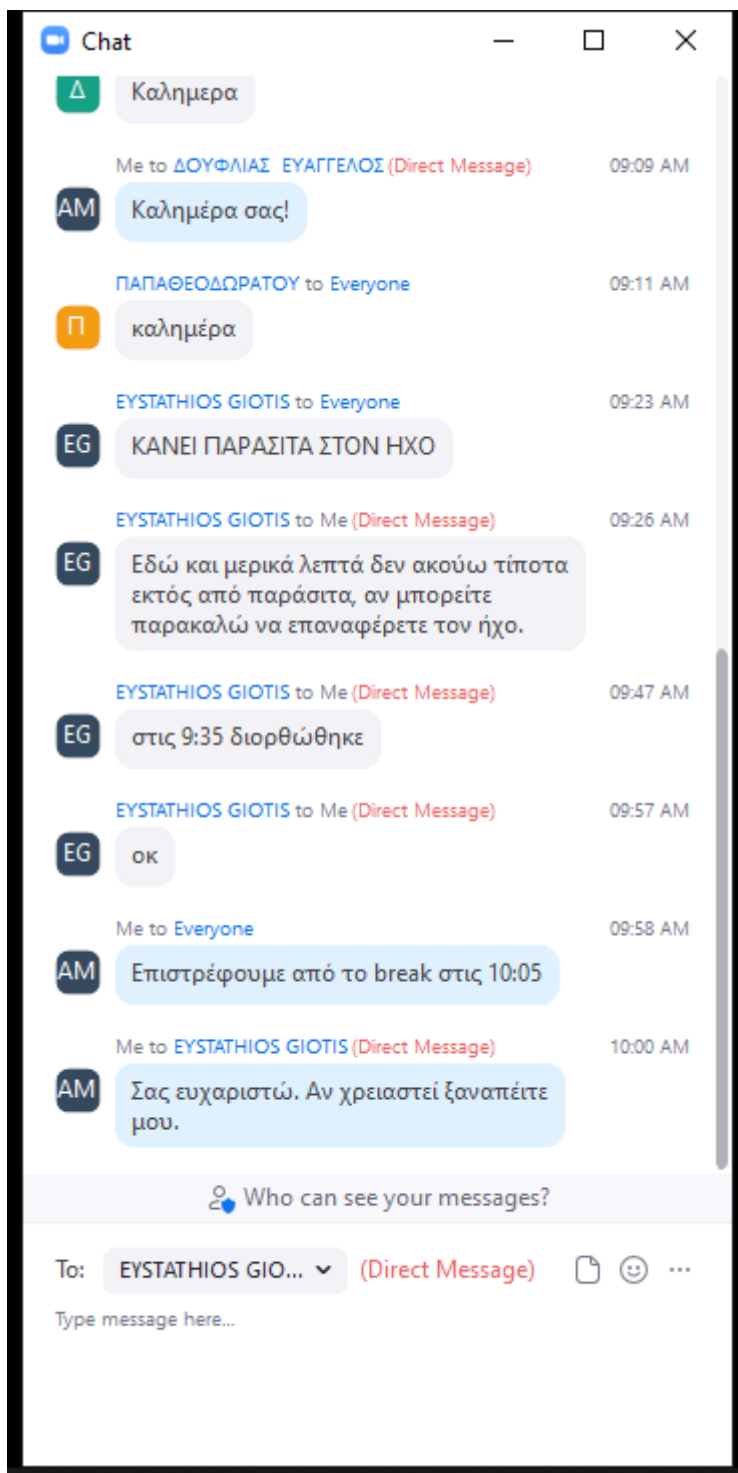 Chat
Δ
Καλημερα
Me to ΔΟΥΦΛΙΑΣ ΕΥΑΓΓΕΛΟΣ (Direct Message) 09:09 AM
AM
Καλημέρα σας!
ΠΑΠΑΘΕΟΔΩΡΑΤΟΥ to Everyone 09:11 AM
Π
καλημέρα
EYSTATHIOS GIOTIS to Everyone 09:23 AM
EG
ΚΑΝΕΙ ΠΑΡΑΣΙΤΑ ΣΤΟΝ ΗΧΟ
EYSTATHIOS GIOTIS to Me (Direct Message) 09:26 AM
EG
Εδώ και μερικά λεπτά δεν ακούω τίποτα
εκτός από παράσιτα, αν μπορείτε
παρακαλώ να επαναφέρετε τον ήχο.
EYSTATHIOS GIOTIS to Me (Direct Message) 09:47 AM
EG
στις 9:35 διορθώθηκε
EYSTATHIOS GIOTIS to Me (Direct Message) 09:57 AM
EG
οκ
Me to Everyone 09:58 AM
AM
Επιστρέφουμε από το break στις 10:05
Me to EYSTATHIOS GIOTIS (Direct Message) 10:00 AM
AM
Σας ευχαριστώ. Αν χρειαστεί ξαναπείτε
μου.
Who can see your messages?
To: EYSTATHIOS GIO... (Direct Message)
Type message here...